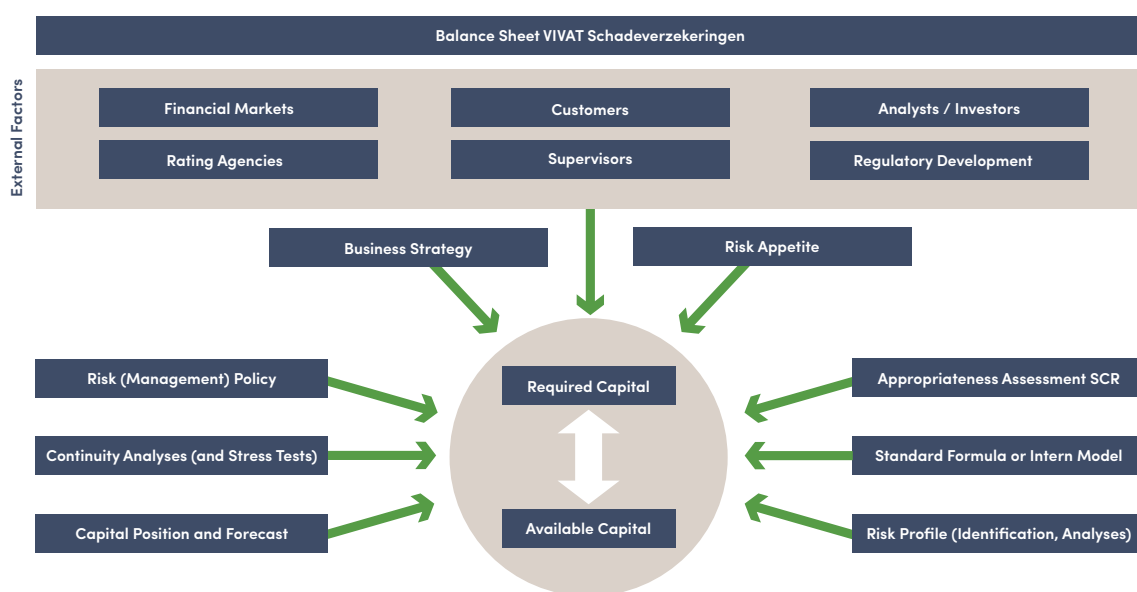 Balance Sheet VIVAT Schadeverzekeringen
External Factors
Financial Markets
Customers
Analysts / Investors
Rating Agencies
Supervisors
Regulatory Development
Business Strategy
Risk Appetite
Risk (Management) Policy
Required Capital
Appropriateness Assessment SCR
Continuity Analyses (and Stress Tests)
Standard Formula or Intern Model
Capital Position and Forecast
Available Capital
Risk Profile (Identification, Analyses)